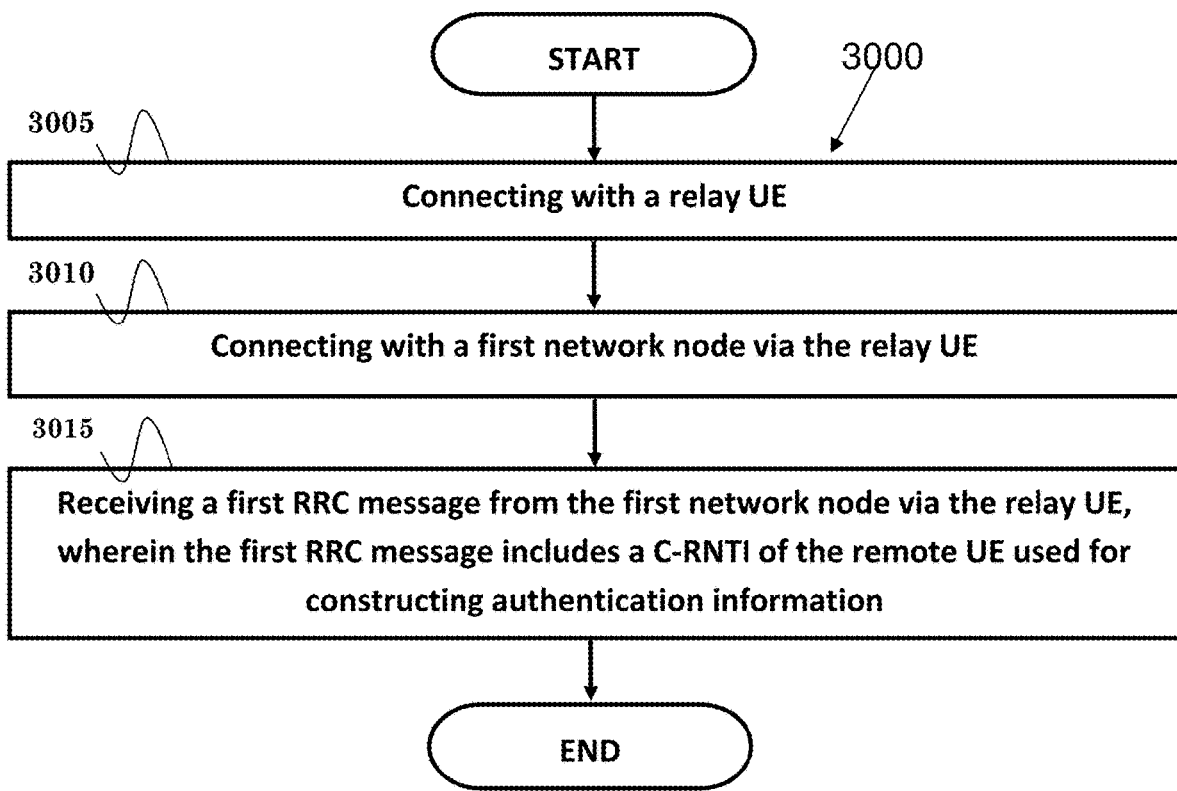 START
3000
3005
Connecting with a relay UE
3010
Connecting with a first network node via the relay UE
3015
Receiving a first RRC message from the first network node via the relay UE,
wherein the first RRC message includes a C-RNTI of the remote UE used for
constructing authentication information
END